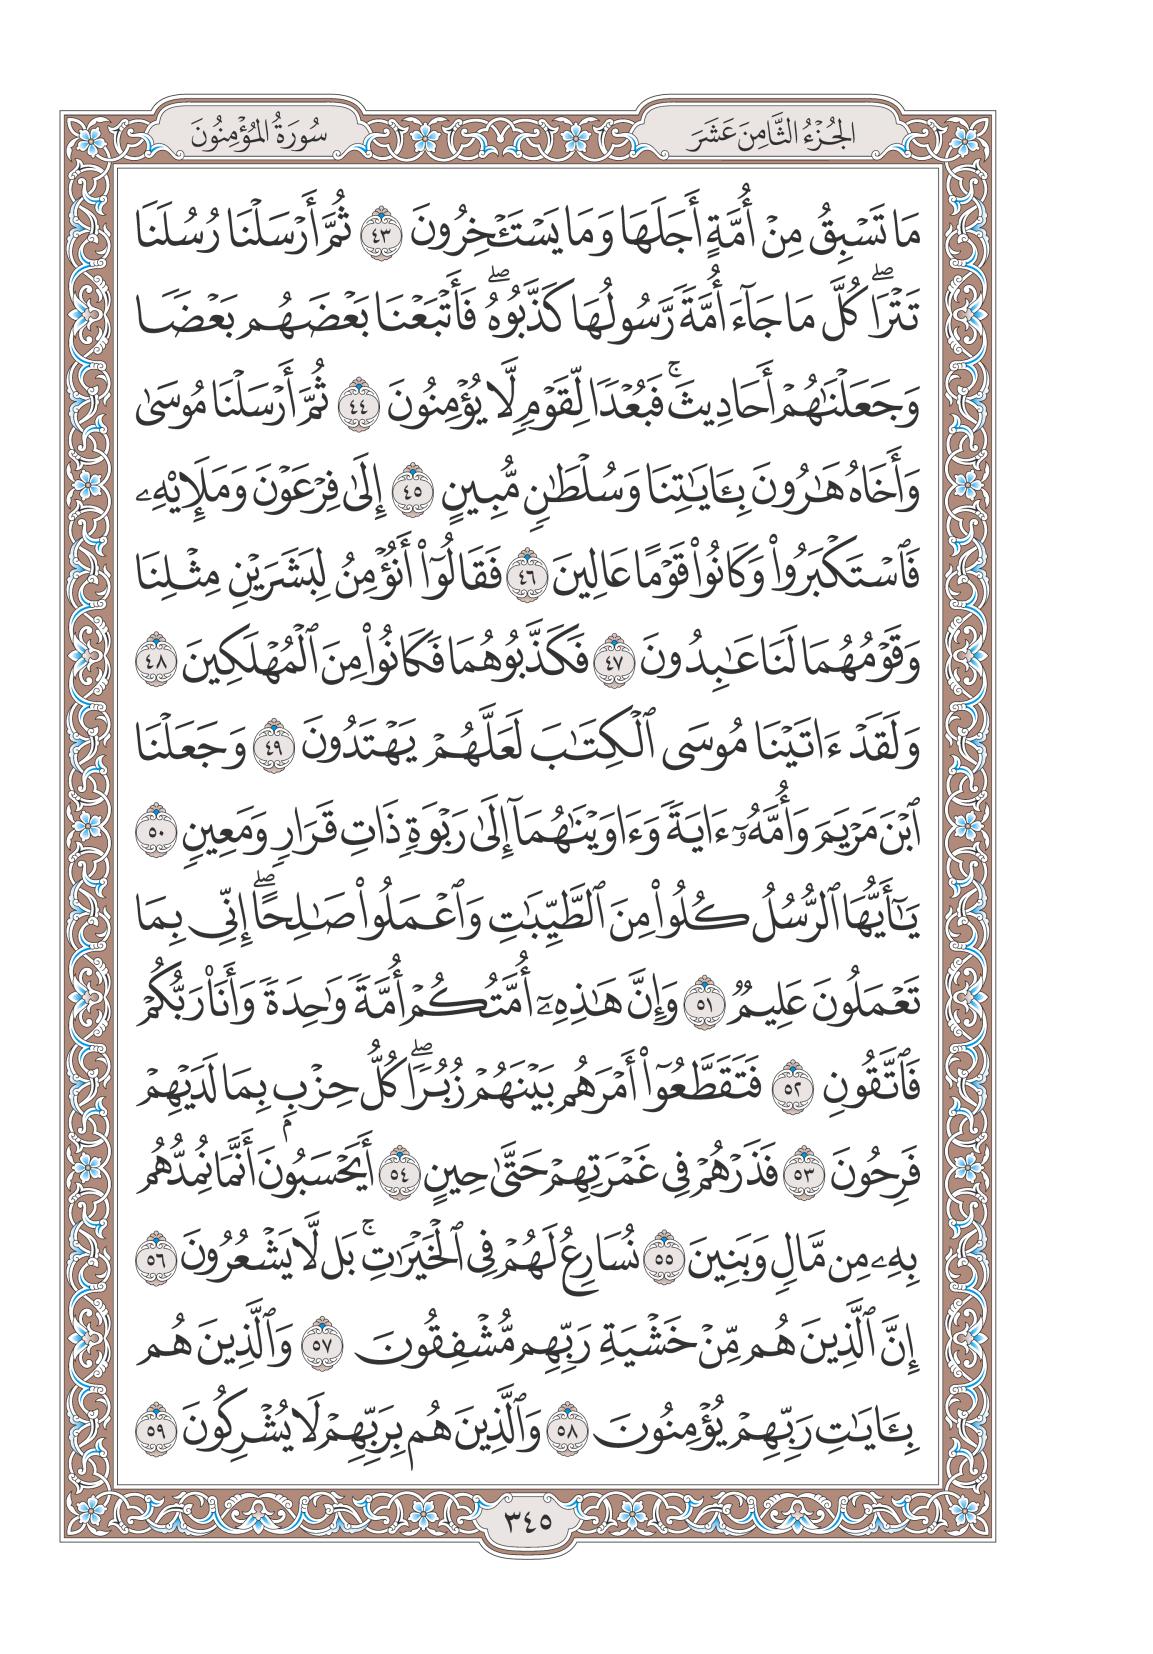 الجُزْءُ الثَّامِنَ عَشَرَ
سُورَةُ المُؤْمِنُونَ
مَا تَسْبِقُ مِنْ أُمَّةٍ أَجَلَهَا وَمَا يَسْتَـْٔخِرُونَ ٤٣ ثُمَّ أَرْسَلْنَا رُسُلَنَا
تَتْرَاۖ كُلَّ مَا جَآءَ أُمَّةً رَّسُولُهَا كَذَّبُوهُۖ فَأَتْبَعْنَا بَعْضَهُم بَعْضًا
وَجَعَلْنَٰهُمْ أَحَادِيثَۚ فَبُعْدًا لِّقَوْمٍ لَّا يُؤْمِنُونَ ٤٤ ثُمَّ أَرْسَلْنَا مُوسَىٰ
وَأَخَاهُ هَٰرُونَ بِـَٔايَٰتِنَا وَسُلْطَٰنٍ مُّبِينٍ ٤٥ إِلَىٰ فِرْعَوْنَ وَمَلَإِي۟هِۦ
فَٱسْتَكْبَرُوا۟ وَكَانُوا۟ قَوْمًا عَالِينَ ٤٦ فَقَالُوٓا۟ أَنُؤْمِنُ لِبَشَرَيْنِ مِثْلِنَا
وَقَوْمُهُمَا لَنَا عَٰبِدُونَ ٤٧ فَكَذَّبُوهُمَا فَكَانُوا۟ مِنَ ٱلْمُهْلَكِينَ ٤٨
وَلَقَدْ ءَاتَيْنَا مُوسَى ٱلْكِتَٰبَ لَعَلَّهُمْ يَهْتَدُونَ ٤٩ وَجَعَلْنَا
ٱبْنَ مَرْيَمَ وَأُمَّهُۥٓ ءَايَةً وَءَاوَيْنَٰهُمَآ إِلَىٰ رَبْوَةٍ ذَاتِ قَرَارٍ وَمَعِينٍ ٥٠
يَٰٓأَيُّهَا ٱلرُّسُلُ كُلُوا۟ مِنَ ٱلطَّيِّبَٰتِ وَٱعْمَلُوا۟ صَٰلِحًاۖ إِنِّى بِمَا
تَعْمَلُونَ عَلِيمٌ ٥١ وَإِنَّ هَٰذِهِۦٓ أُمَّتُكُمْ أُمَّةً وَٰحِدَةً وَأَنَا۠ رَبُّكُمْ
فَٱتَّقُونِ ٥٢ فَتَقَطَّعُوٓا۟ أَمْرَهُم بَيْنَهُمْ زُبُرًاۖ كُلُّ حِزْبٍۭ بِمَا لَدَيْهِمْ
فَرِحُونَ ٥٣ فَذَرْهُمْ فِى غَمْرَتِهِمْ حَتَّىٰ حِينٍ ٥٤ أَيَحْسَبُونَ أَنَّمَا نُمِدُّهُم
بِهِۦ مِن مَّالٍ وَبَنِينَ ٥٥ نُسَارِعُ لَهُمْ فِى ٱلْخَيْرَٰتِۚ بَل لَّا يَشْعُرُونَ ٥٦
إِنَّ ٱلَّذِينَ هُم مِّنْ خَشْيَةِ رَبِّهِم مُّشْفِقُونَ ٥٧ وَٱلَّذِينَ هُم
بِـَٔايَٰتِ رَبِّهِمْ يُؤْمِنُونَ ٥٨ وَٱلَّذِينَ هُم بِرَبِّهِمْ لَا يُشْرِكُونَ ٥٩
٣٤٥